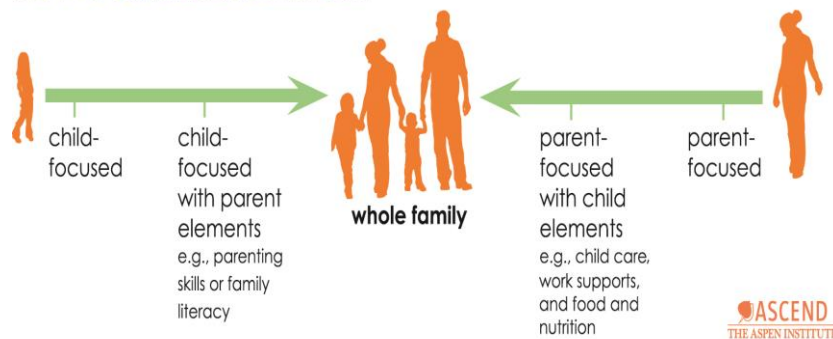 child-
focused
child-
focused
with parent
elements
e.g., parenting
skills or family
literacy
whole family
parent-
focused
with child
elements
e.g., child care,
work supports,
and food and
nutrition
parent-
focused
ASCEND
THE ASPEN INSTITUTE